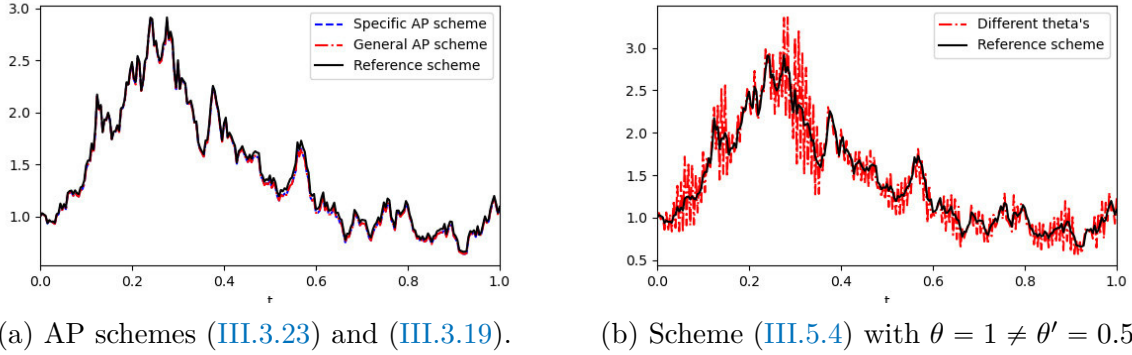 3.0
2.5
2.0
1.5
1.0
0.0 0.2 0.4 0.6 0.8 1.0
t
Specific AP scheme
General AP scheme
Reference scheme
(a) AP schemes (III.3.23) and (III.3.19).
3.0
2.5
2.0
1.5
1.0
0.5
0.0 0.2 0.4 0.6 0.8 1.0
t
Different theta's
Reference scheme
(b) Scheme (III.5.4) with θ = 1 ≠ θ′ = 0.5